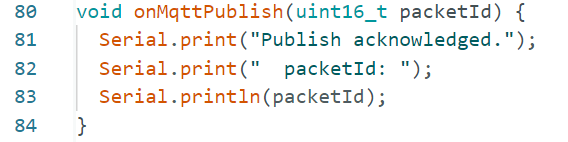 80 void onMqttPublish(uint16_t packetId) {
81   Serial.print("Publish acknowledged.");
82   Serial.print("  packetId: ");
83   Serial.println(packetId);
84 }